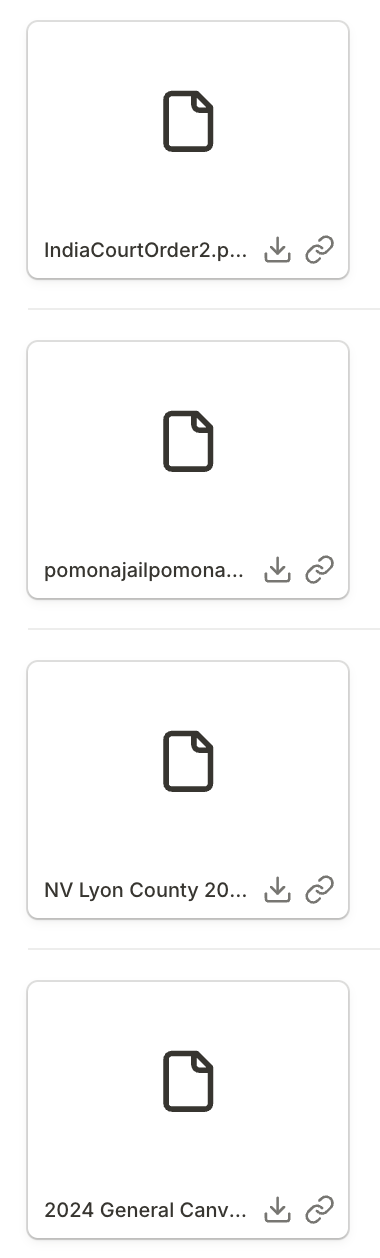 IndiaCourtOrder2.p...
pomonajailpomona...
NV Lyon County 20...
2024 General Canv...